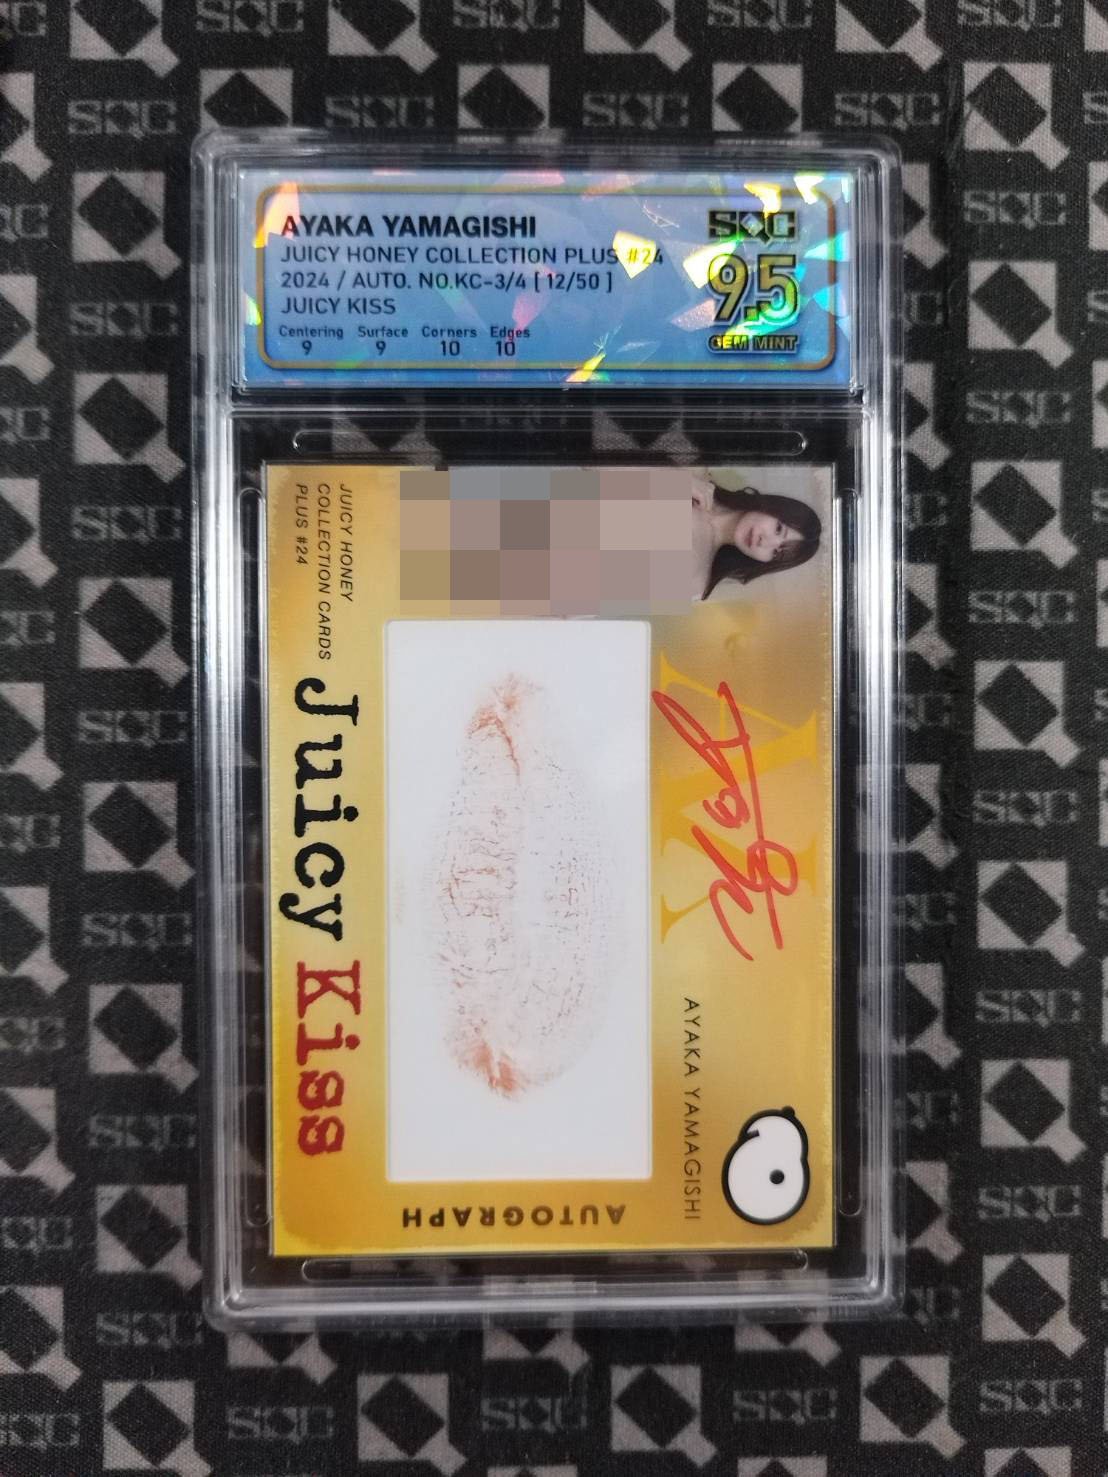 AYAKA YAMAGISHI
JUICY HONEY COLLECTION PLUS #24
2024 / AUTO. NO.KC-3/4 [ 12/50 ]
JUICY KISS
Centering Surface Corners Edges
9 9 10 10
SQC
9.5
GEM MINT
JUICY HONEY
COLLECTION CARDS
PLUS #24
Juicy Kiss
AY
AYAKA YAMAGISHI
AUTOGRAPH